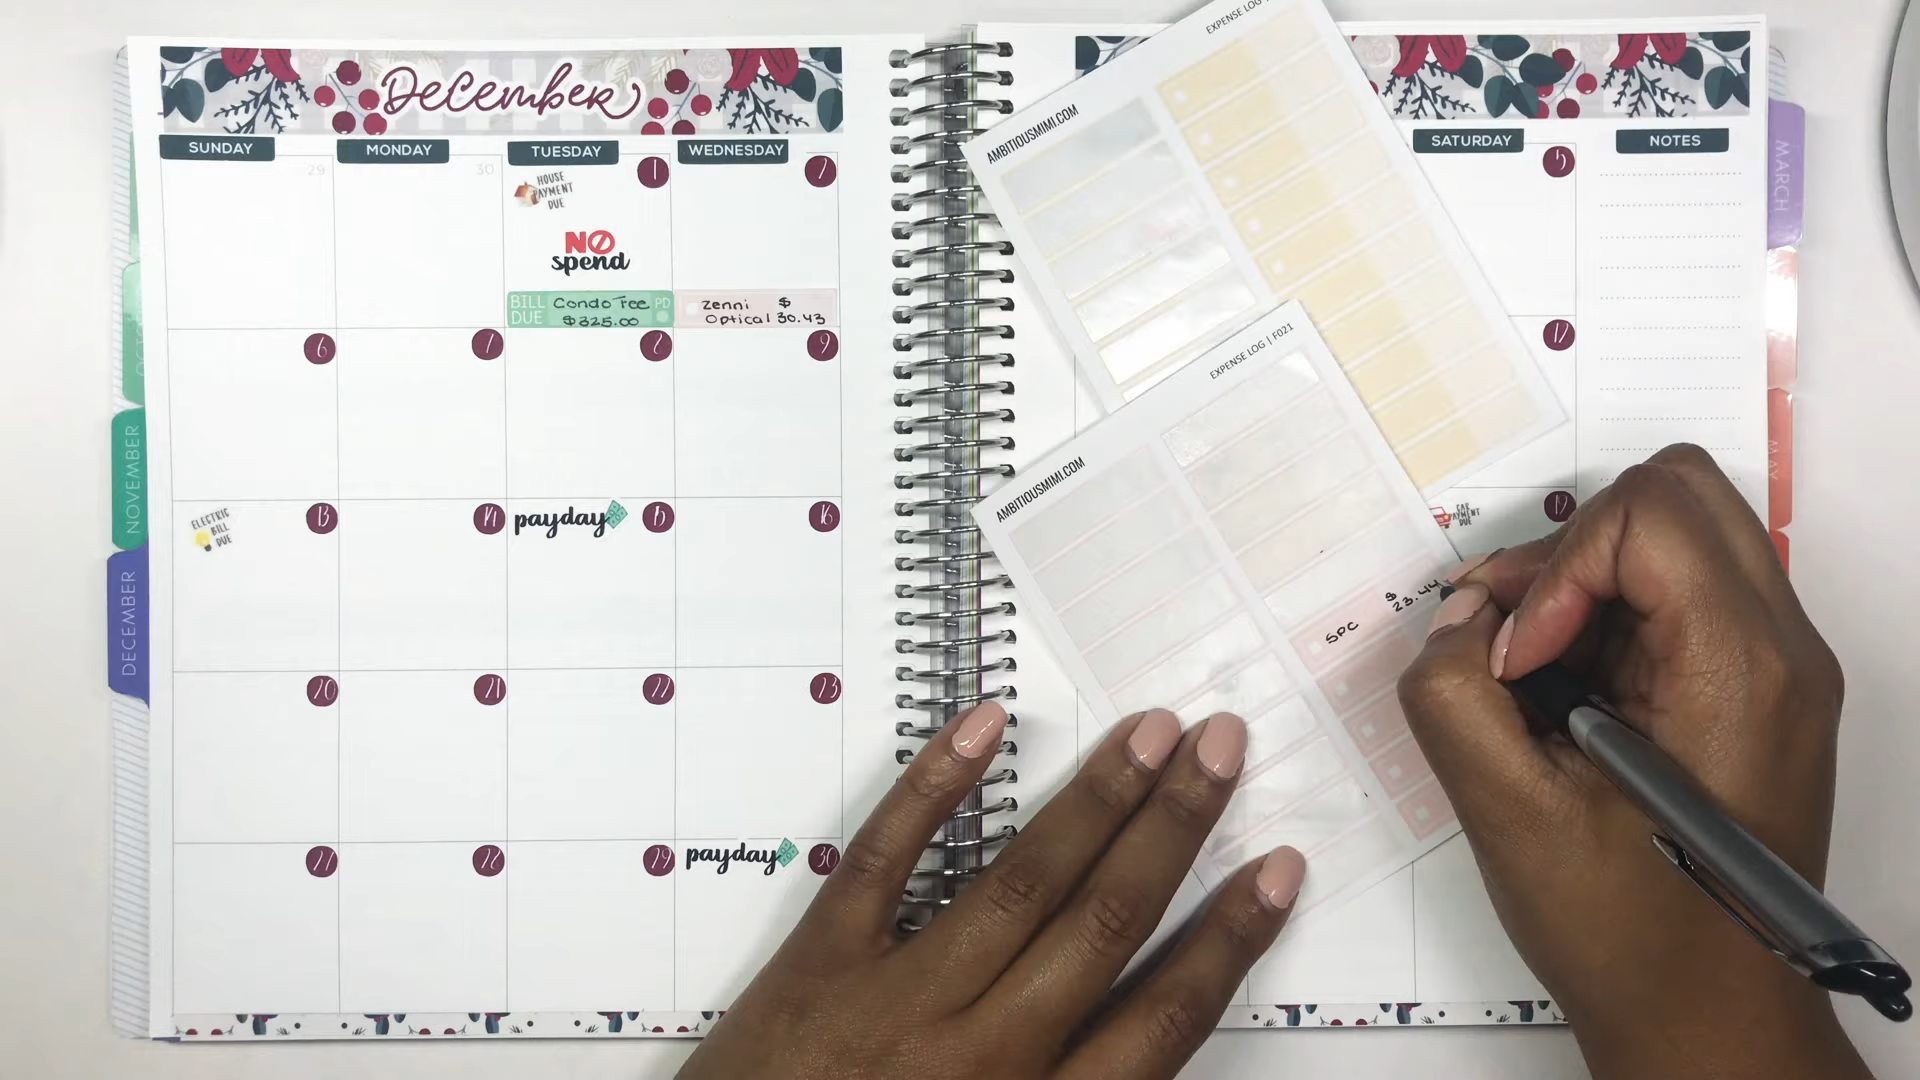 December
SUNDAY
MONDAY
TUESDAY
WEDNESDAY
29
30
1
2
HOUSE
PAYMENT
DUE
NO
spend
BILL
DUE
Condo Fee
$325.00
PD
Zenni $
Optical 30.43
6
7
8
9
ELECTRIC
BILL
DUE
13
14
payday
15
16
20
21
22
23
27
28
29
payday
30
NOVEMBER
DECEMBER
EXPENSE LOG
AMBITIOUSMIMI.COM
EXPENSE LOG | F021
AMBITIOUSMIMI.COM
SPC
$
23.44
SATURDAY
5
NOTES
12
CAR
PAYMENT
DUE
19
MARCH
MAY